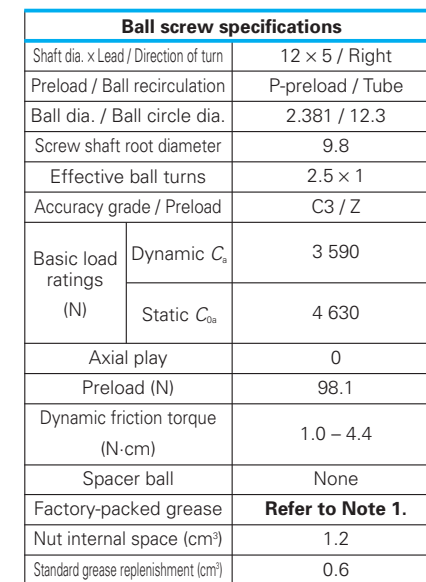 Ball screw specifications
Shaft dia. x Lead / Direction of turn 12 × 5 / Right
Preload / Ball recirculation P-preload / Tube
Ball dia. / Ball circle dia. 2.381 / 12.3
Screw shaft root diameter 9.8
Effective ball turns 2.5 × 1
Accuracy grade / Preload C3 / Z
Basic load ratings (N) Dynamic Cₐ 3 590
Static C₀ₐ 4 630
Axial play 0
Preload (N) 98.1
Dynamic friction torque (N·cm) 1.0 – 4.4
Spacer ball None
Factory-packed grease Refer to Note 1.
Nut internal space (cm³) 1.2
Standard grease replenishment (cm³) 0.6